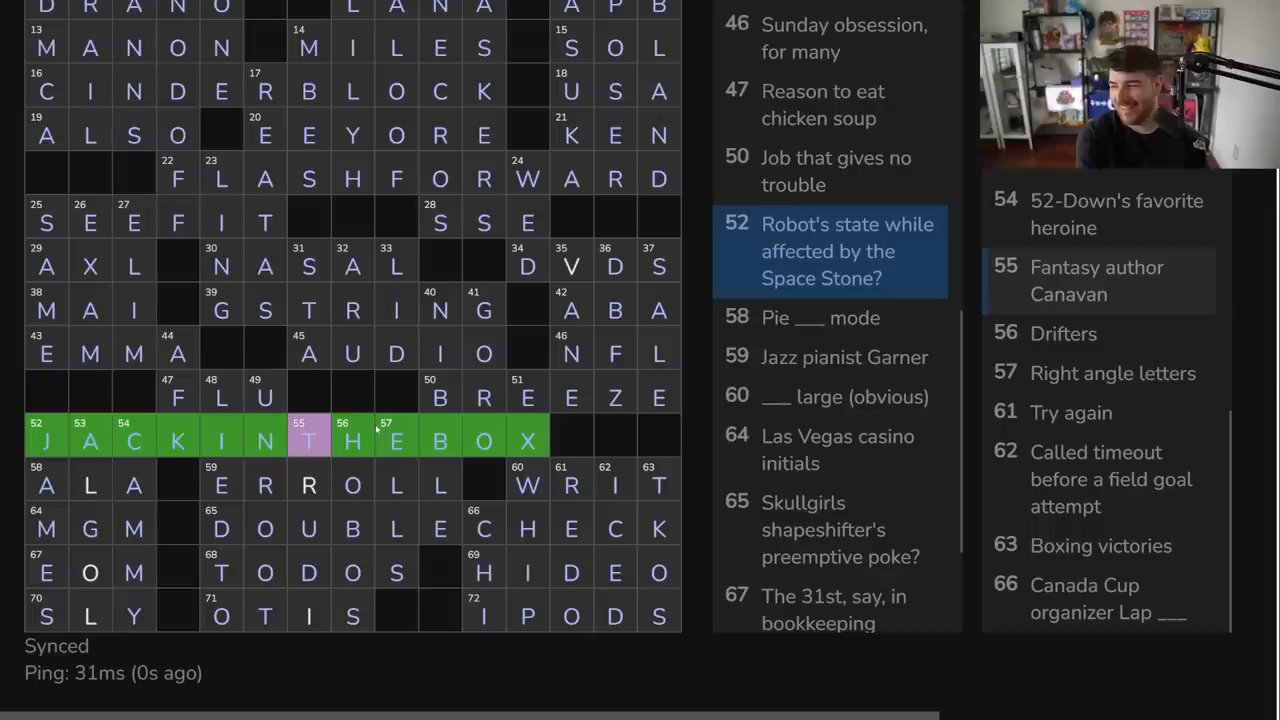 D R A N O L A N A A P B
13 14 15
M A N O N M I L E S S O L
16 17 18
C I N D E R B L O C K U S A
19 20 21
A L S O E E Y O R E K E N
22 23 24
F L A S H F O R W A R D
25 26 27 28
S E E F I T S S E
29 30 31 32 33 34 35 36 37
A X L N A S A L D V D S
38 39 40 41 42
M A I G S T R I N G A B A
43 44 45 46
E M M A A U D I O N F L
47 48 49 50 51
F L U B R E E Z E
52 53 54 55 56 57
J A C K I N T H E B O X
58 59 60 61 62 63
A L A E R R O L L W R I T
64 65 66
M G M D O U B L E C H E C K
67 68 69
E O M T O D O S H I D E O
70 71 72
S L Y O T I S I P O D S
Synced
Ping: 31ms (0s ago)
46 Sunday obsession,
for many
47 Reason to eat
chicken soup
50 Job that gives no
trouble
52 Robot's state while
affected by the
Space Stone?
58 Pie ___ mode
59 Jazz pianist Garner
60 ___ large (obvious)
64 Las Vegas casino
initials
65 Skullgirls
shapeshifter's
preemptive poke?
67 The 31st, say, in
bookkeeping
54 52-Down's favorite
heroine
55 Fantasy author
Canavan
56 Drifters
57 Right angle letters
61 Try again
62 Called timeout
before a field goal
attempt
63 Boxing victories
66 Canada Cup
organizer Lap ___